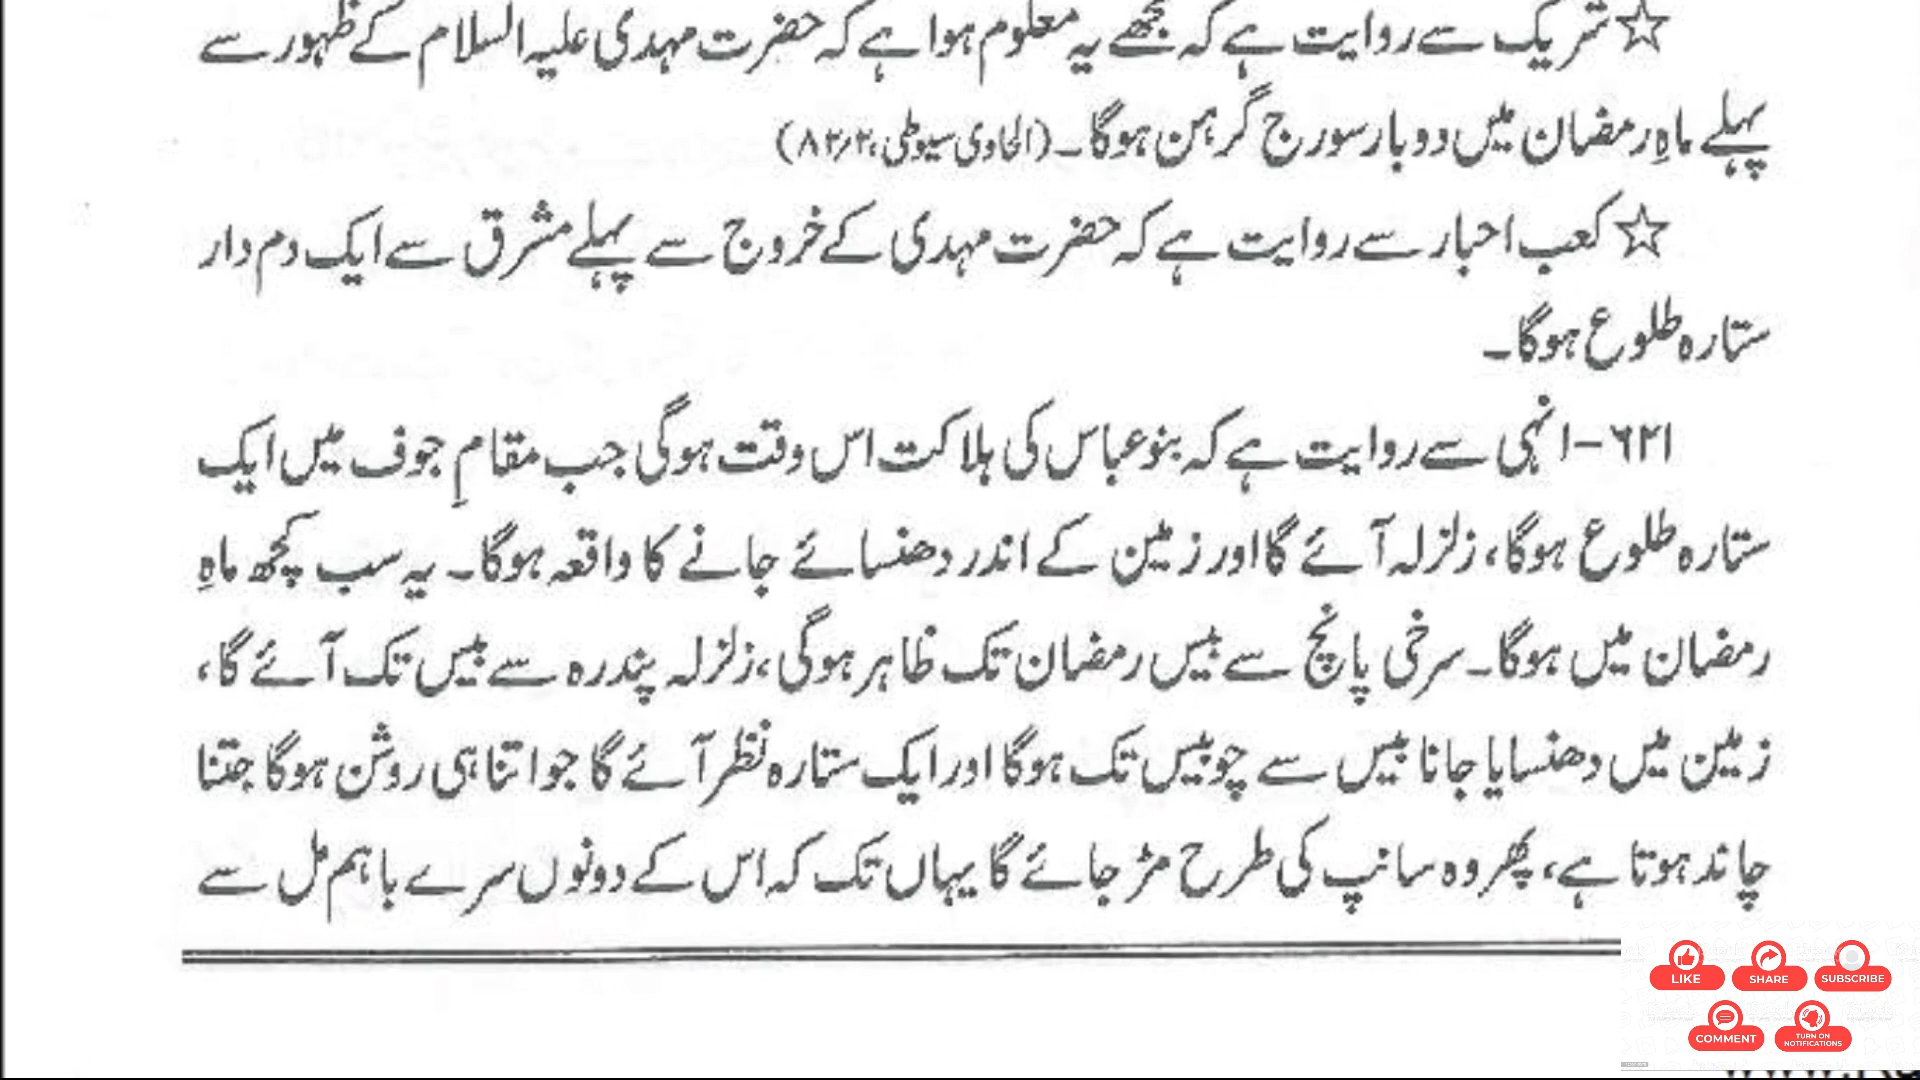 ☆ شریک سے روایت ہے کہ مجھے یہ معلوم ہوا ہے کہ حضرت مہدی علیہ السلام کے ظہور سے
پہلے ماہِ رمضان میں دو بار سورج گرہن ہوگا۔ (الحاوی سیوطی، ۸۲/۲)
☆ کعب احبار سے روایت ہے کہ حضرت مہدی کے خروج سے پہلے مشرق سے ایک دم دار
ستارہ طلوع ہوگا۔
۶۲۱-انہی سے روایت ہے کہ بنو عباس کی ہلاکت اس وقت ہوگی جب مقامِ جوف میں ایک
ستارہ طلوع ہوگا، زلزلہ آئے گا اور زمین کے اندر دھنسائے جانے کا واقعہ ہوگا۔ یہ سب کچھ ماہِ
رمضان میں ہوگا۔ سرخی پانچ سے بیس رمضان تک ظاہر ہوگی، زلزلہ پندرہ سے بیس تک آئے گا،
زمین میں دھنسایا جانا بیس سے چوبیس تک ہوگا اور ایک ستارہ نظر آئے گا جو اتنا ہی روشن ہوگا جتنا
چاند ہوتا ہے، پھر وہ سانپ کی طرح مڑ جائے گا یہاں تک کہ اس کے دونوں سرے باہم مل سے
LIKE
SHARE
SUBSCRIBE
COMMENT
TURN ON
NOTIFICATIONS